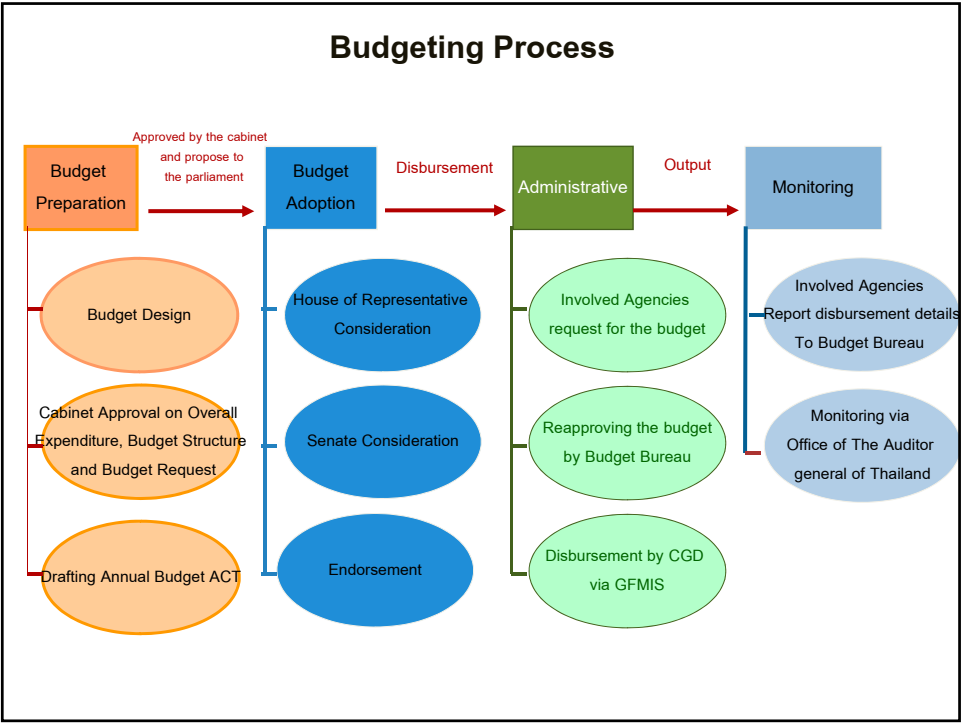 Budgeting Process
Budget
Preparation
Approved by the cabinet
and propose to
the parliament
Budget
Adoption
Disbursement
Administrative
Output
Monitoring
Budget Design
Cabinet Approval on Overall
Expenditure, Budget Structure
and Budget Request
Drafting Annual Budget ACT
House of Representative
Consideration
Senate Consideration
Endorsement
Involved Agencies
request for the budget
Reapproving the budget
by Budget Bureau
Disbursement by CGD
via GFMIS
Involved Agencies
Report disbursement details
To Budget Bureau
Monitoring via
Office of The Auditor
general of Thailand